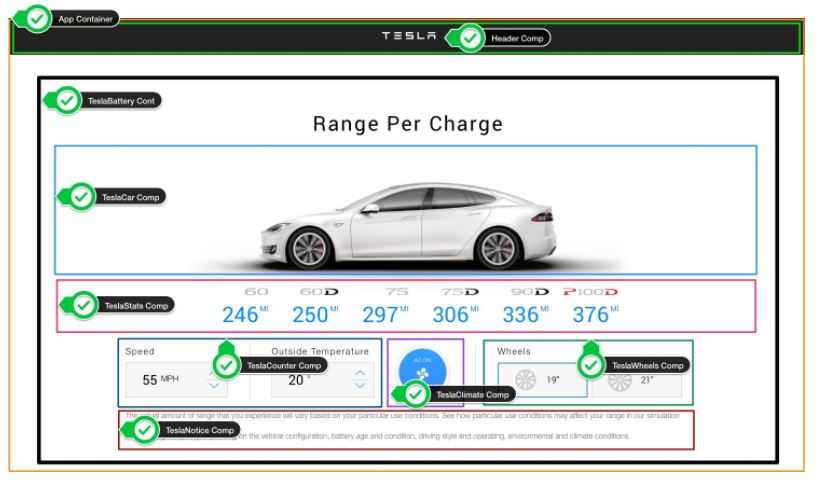 App Container
TESLA
Header Comp
TeslaBattery Cont
Range Per Charge
TeslaCar Comp
60 60D 75 75D 90D P100D
TeslaStats Comp
246 MI 250 MI 297 MI 306 MI 336 MI 376 MI
Speed Outside Temperature AC ON Wheels
TeslaCounter Comp TeslaWheels Comp
55 MPH 20 ° 19" 21"
TeslaClimate Comp
The actual amount of range that you experience will vary based on your particular use conditions. See how particular use conditions may affect your range in our simulation
TeslaNotice Comp
on the vehicle configuration, battery age and condition, driving style and operating, environmental and climate conditions.